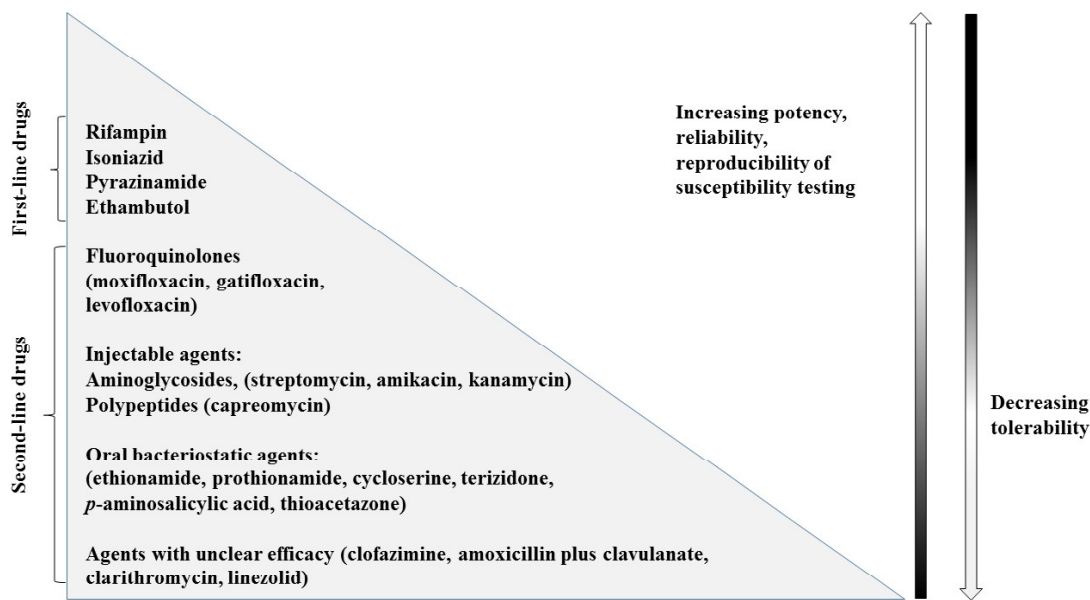 First-line drugs
Rifampin
Isoniazid
Pyrazinamide
Ethambutol
Second-line drugs
Fluoroquinolones
(moxifloxacin, gatifloxacin,
levofloxacin)
Injectable agents:
Aminoglycosides, (streptomycin, amikacin, kanamycin)
Polypeptides (capreomycin)
Oral bacteriostatic agents:
(ethionamide, prothionamide, cycloserine, terizidone,
p-aminosalicylic acid, thioacetazone)
Agents with unclear efficacy (clofazimine, amoxicillin plus clavulanate,
clarithromycin, linezolid)
Increasing potency,
reliability,
reproducibility of
susceptibility testing
Decreasing
tolerability